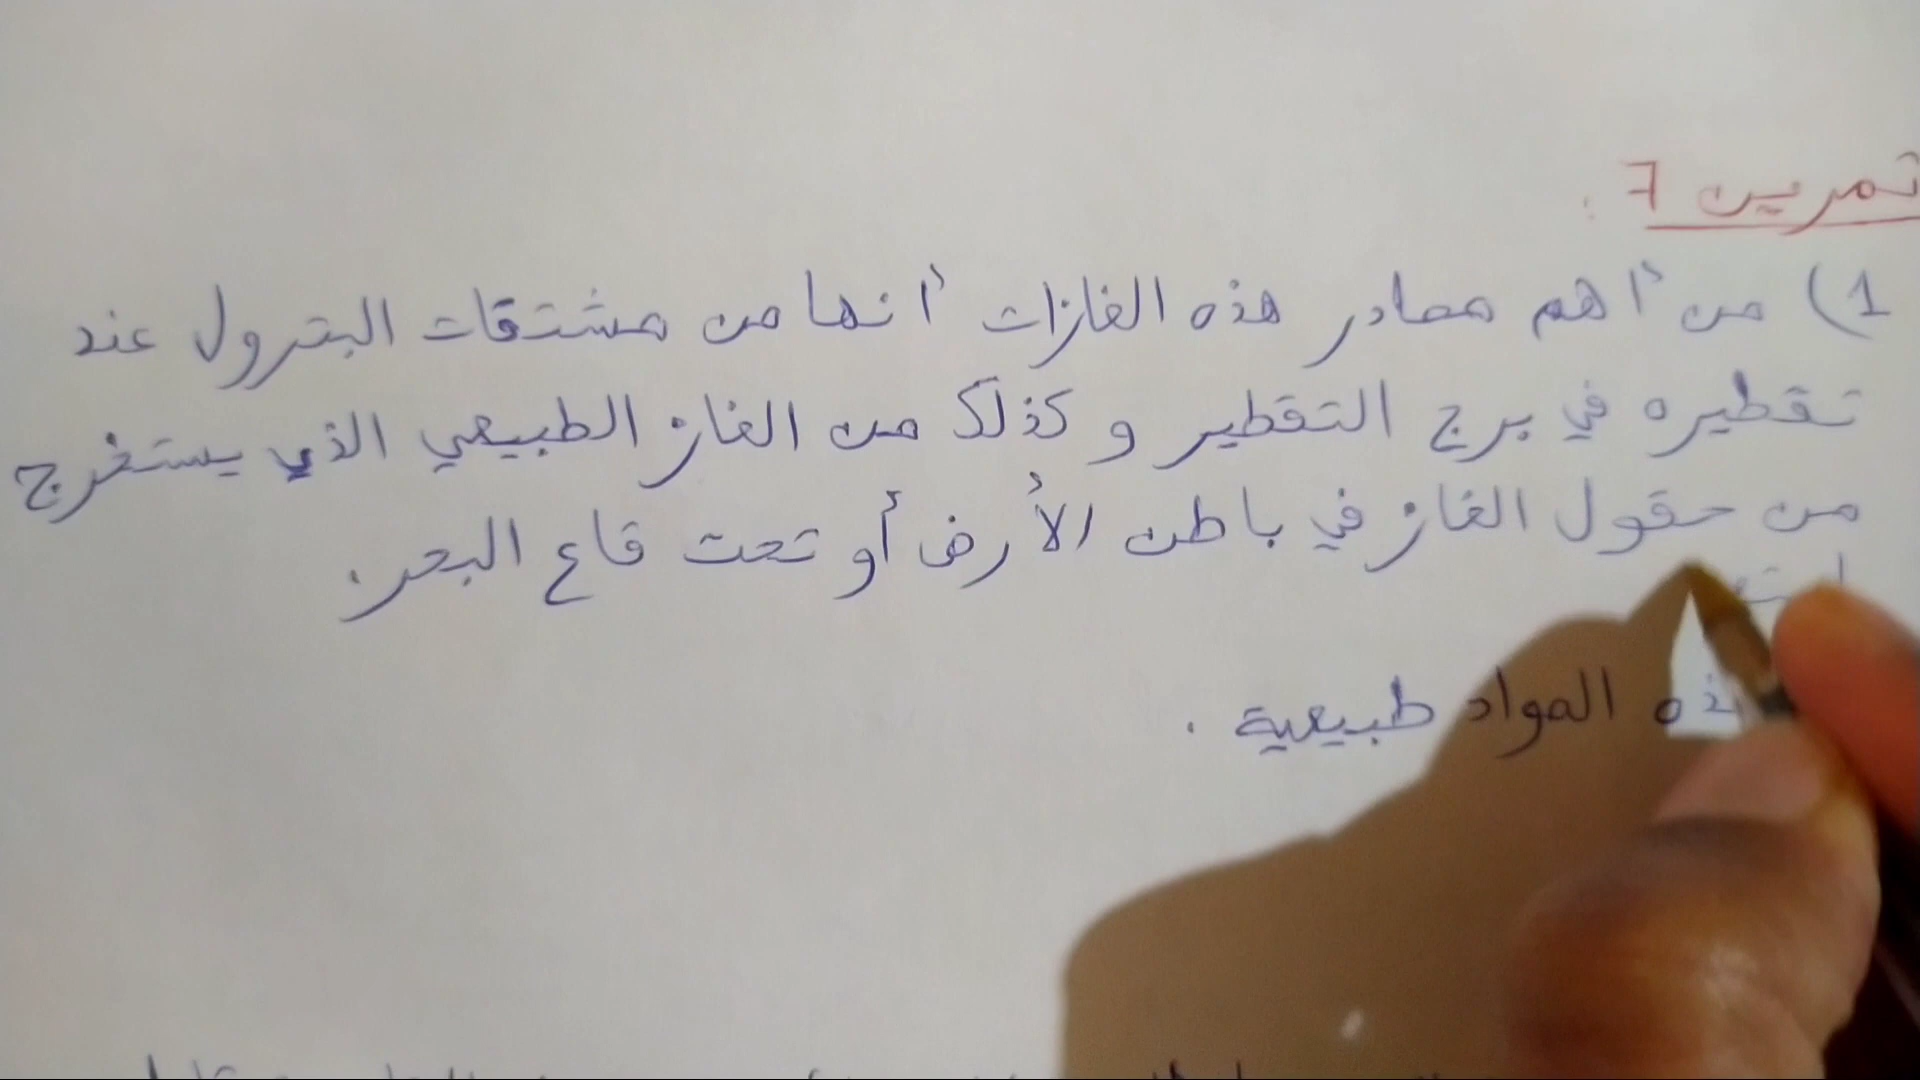 تمرين 7 :
1) من أهم مصادر هذه الغازات أنها من مشتقات البترول عند
تقطيره في برج التقطير و كذلك من الغاز الطبيعي الذي يستخرج
من حقول الغاز في باطن الأرض أو تحت قاع البحر.
المواد طبيعية .